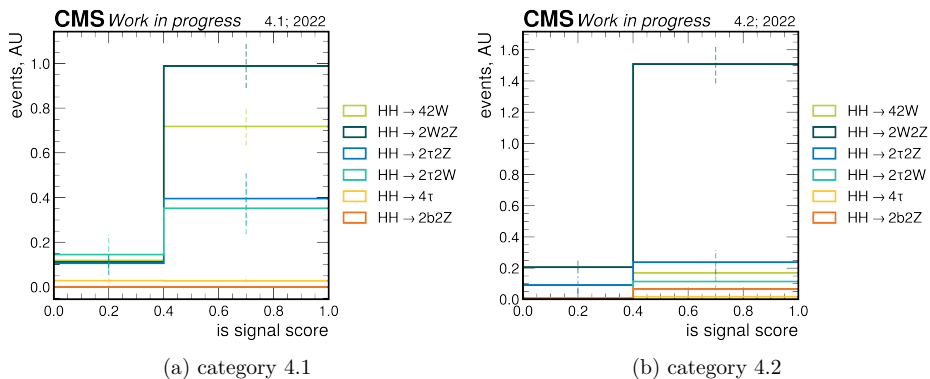 CMS Work in progress 4.1; 2022
events, AU
1.0
0.8
0.6
0.4
0.2
0.0
0.0 0.2 0.4 0.6 0.8 1.0
is signal score
HH → 42W
HH → 2W2Z
HH → 2τ2Z
HH → 2τ2W
HH → 4τ
HH → 2b2Z
(a) category 4.1
CMS Work in progress 4.2; 2022
events, AU
1.6
1.4
1.2
1.0
0.8
0.6
0.4
0.2
0.0
0.0 0.2 0.4 0.6 0.8 1.0
is signal score
HH → 42W
HH → 2W2Z
HH → 2τ2Z
HH → 2τ2W
HH → 4τ
HH → 2b2Z
(b) category 4.2